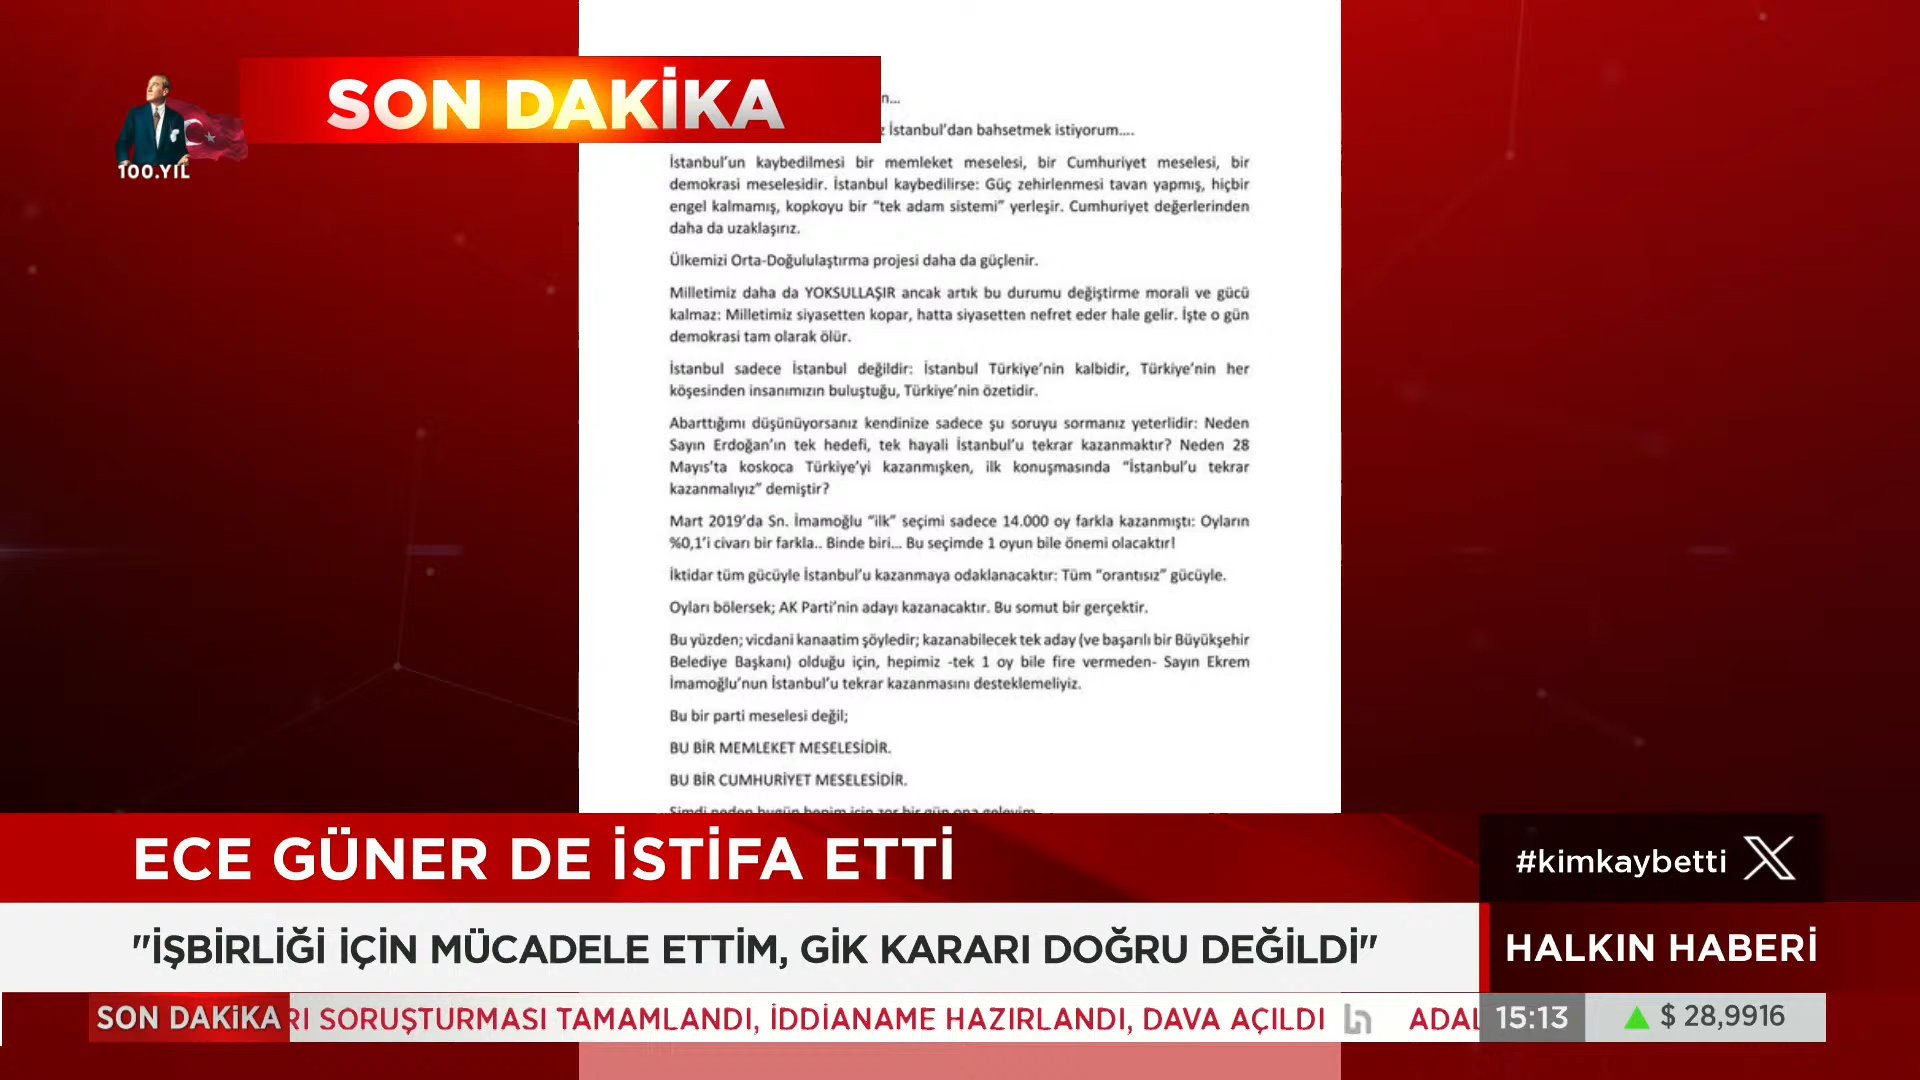 SON DAKİKA
100.YIL
n...
İstanbul'dan bahsetmek istiyorum....
İstanbul'un kaybedilmesi bir memleket meselesi, bir Cumhuriyet meselesi, bir
demokrasi meselesidir. İstanbul kaybedilirse: Güç zehirlenmesi tavan yapmış, hiçbir
engel kalmamış, kopkoyu bir "tek adam sistemi" yerleşir. Cumhuriyet değerlerinden
daha da uzaklaşırız.
Ülkemizi Orta-Doğululaştırma projesi daha da güçlenir.
Milletimiz daha da YOKSULLAŞIR ancak artık bu durumu değiştirme morali ve gücü
kalmaz: Milletimiz siyasetten kopar, hatta siyasetten nefret eder hale gelir. İşte o gün
demokrasi tam olarak ölür.
İstanbul sadece İstanbul değildir: İstanbul Türkiye'nin kalbidir, Türkiye'nin her
köşesinden insanımızın buluştuğu, Türkiye'nin özetidir.
Abarttığımı düşünüyorsanız kendinize sadece şu soruyu sormanız yeterlidir: Neden
Sayın Erdoğan'ın tek hedefi, tek hayali İstanbul'u tekrar kazanmaktır? Neden 28
Mayıs'ta koskoca Türkiye'yi kazanmışken, ilk konuşmasında "İstanbul'u tekrar
kazanmalıyız" demiştir?
Mart 2019'da Sn. İmamoğlu "ilk" seçimi sadece 14.000 oy farkla kazanmıştı: Oyların
%0,1'i civarı bir farkla.. Binde biri... Bu seçimde 1 oyun bile önemi olacaktır!
İktidar tüm gücüyle İstanbul'u kazanmaya odaklanacaktır: Tüm "orantısız" gücüyle.
Oyları bölersek; AK Parti'nin adayı kazanacaktır. Bu somut bir gerçektir.
Bu yüzden; vicdani kanaatim şöyledir; kazanabilecek tek aday (ve başarılı bir Büyükşehir
Belediye Başkanı) olduğu için, hepimiz -tek 1 oy bile fire vermeden- Sayın Ekrem
İmamoğlu'nun İstanbul'u tekrar kazanmasını desteklemeliyiz.
Bu bir parti meselesi değil;
BU BİR MEMLEKET MESELESİDİR.
BU BİR CUMHURİYET MESELESİDİR.
Şimdi neden bugün benim için zor bir gün ona geleyim
ECE GÜNER DE İSTİFA ETTİ
#kimkaybetti X
"İŞBİRLİĞİ İÇİN MÜCADELE ETTİM, GİK KARARI DOĞRU DEĞİLDİ"
HALKIN HABERİ
SON DAKİKA RI SORUŞTURMASI TAMAMLANDI, İDDİANAME HAZIRLANDI, DAVA AÇILDI h ADAL 15:13 $ 28,9916